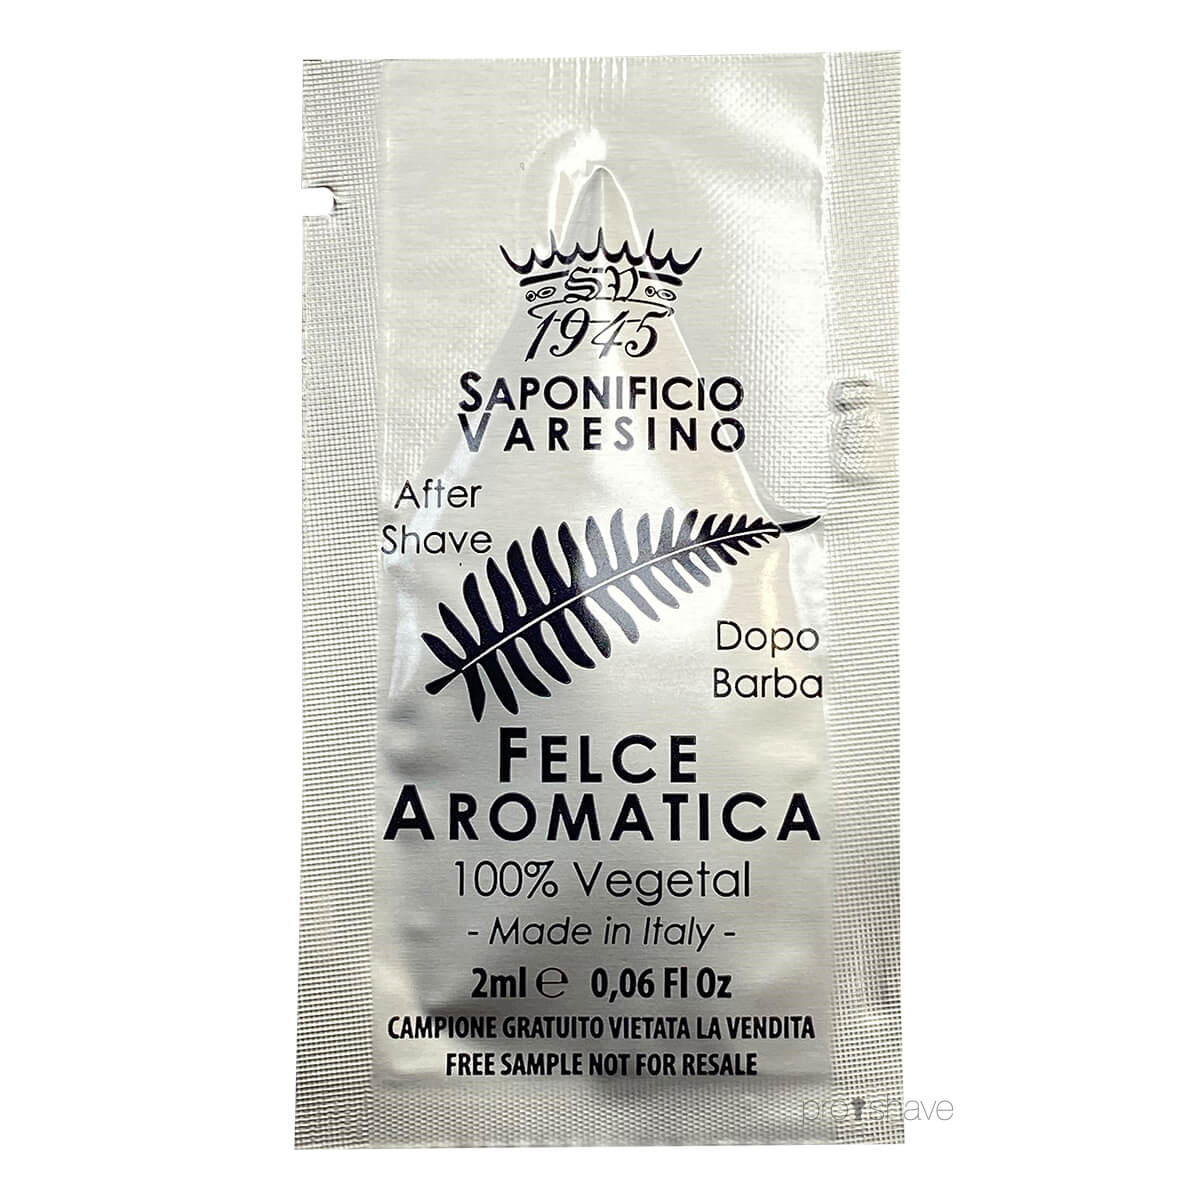 SV
1945
SAPONIFICIO
VARESINO
After
Shave
Dopo
Barba
FELCE
AROMATICA
100% Vegetal
- Made in Italy -
2ml ℮ 0,06 Fl Oz
CAMPIONE GRATUITO VIETATA LA VENDITA
FREE SAMPLE NOT FOR RESALE
proshave